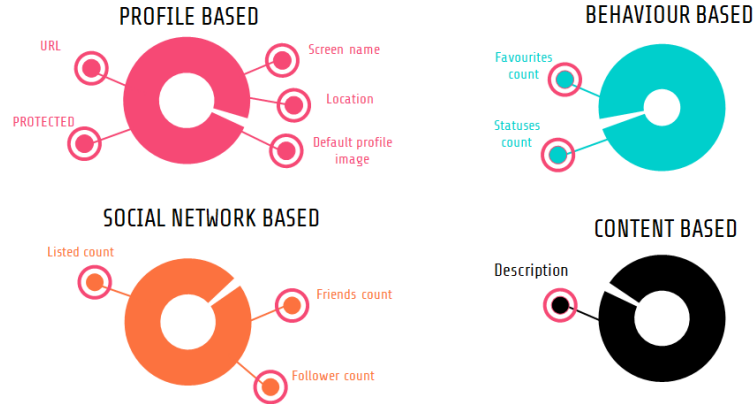 PROFILE BASED
URL
Screen name
Location
PROTECTED
Default profile
image
BEHAVIOUR BASED
Favourites
count
Statuses
count
SOCIAL NETWORK BASED
Listed count
Friends count
Follower count
CONTENT BASED
Description